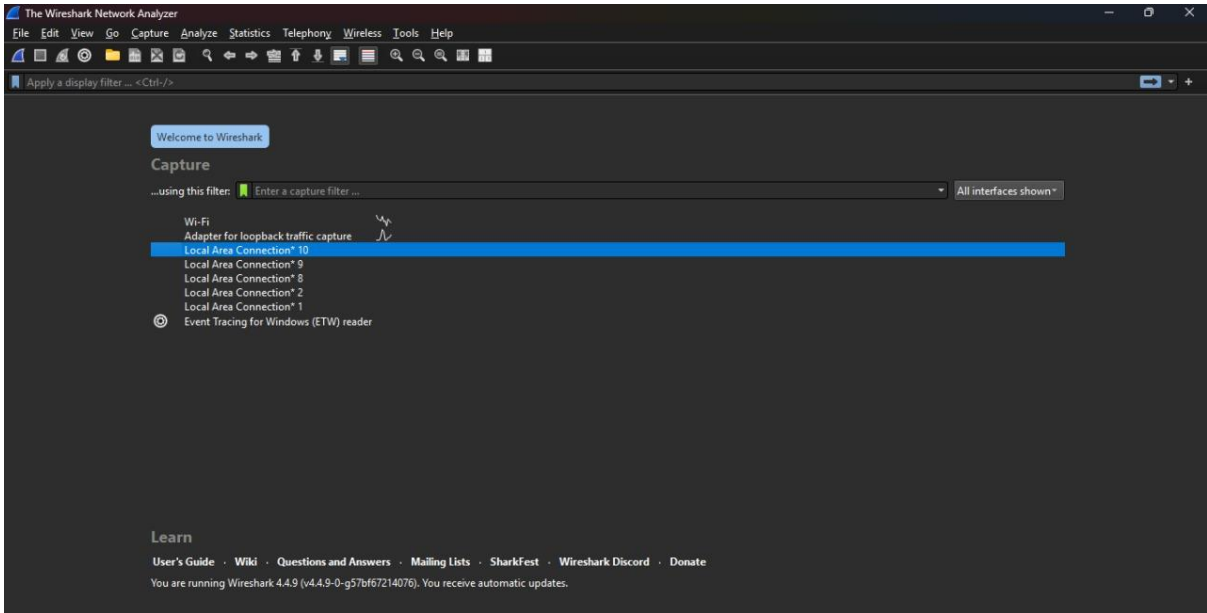 The Wireshark Network Analyzer
File Edit View Go Capture Analyze Statistics Telephony Wireless Tools Help
Apply a display filter ... <Ctrl-/>
Welcome to Wireshark
Capture
...using this filter: Enter a capture filter ... All interfaces shown
Wi-Fi
Adapter for loopback traffic capture
Local Area Connection* 10
Local Area Connection* 9
Local Area Connection* 8
Local Area Connection* 2
Local Area Connection* 1
Event Tracing for Windows (ETW) reader
Learn
User's Guide · Wiki · Questions and Answers · Mailing Lists · SharkFest · Wireshark Discord · Donate
You are running Wireshark 4.4.9 (v4.4.9-0-g57bf67214076). You receive automatic updates.